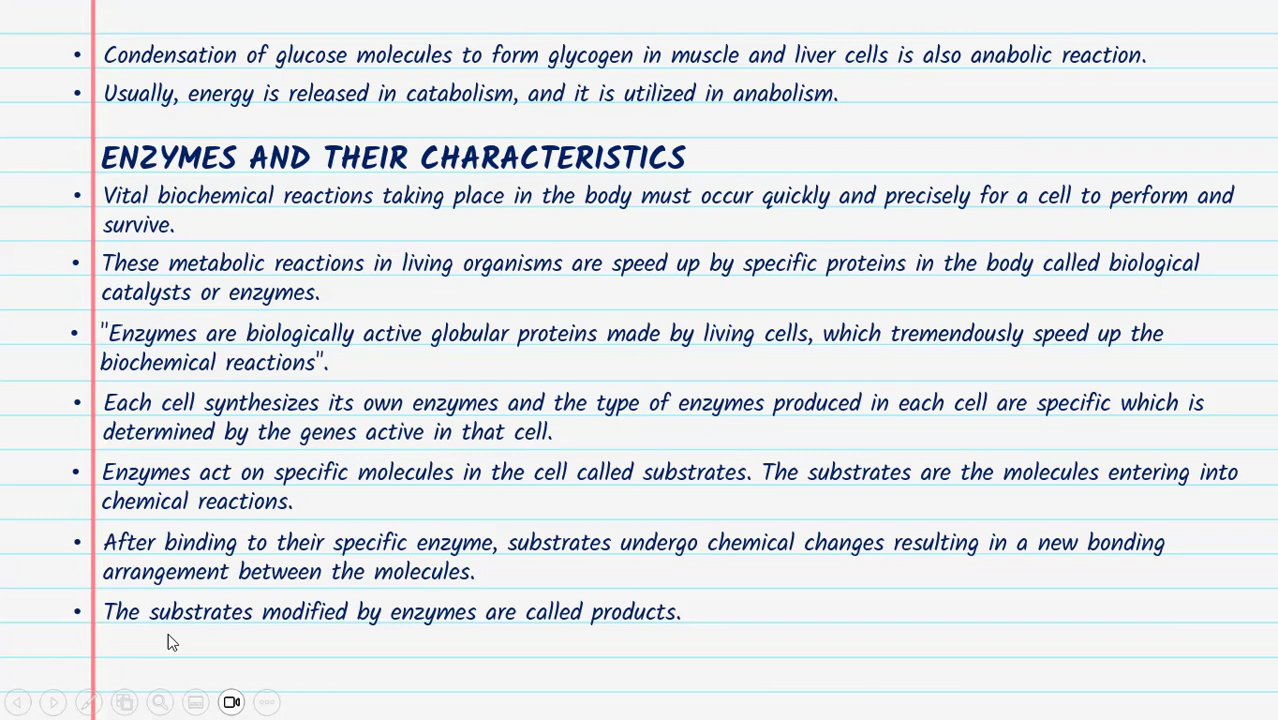 • Condensation of glucose molecules to form glycogen in muscle and liver cells is also anabolic reaction.
• Usually, energy is released in catabolism, and it is utilized in anabolism.
ENZYMES AND THEIR CHARACTERISTICS
• Vital biochemical reactions taking place in the body must occur quickly and precisely for a cell to perform and
survive.
• These metabolic reactions in living organisms are speed up by specific proteins in the body called biological
catalysts or enzymes.
• "Enzymes are biologically active globular proteins made by living cells, which tremendously speed up the
biochemical reactions".
• Each cell synthesizes its own enzymes and the type of enzymes produced in each cell are specific which is
determined by the genes active in that cell.
• Enzymes act on specific molecules in the cell called substrates. The substrates are the molecules entering into
chemical reactions.
• After binding to their specific enzyme, substrates undergo chemical changes resulting in a new bonding
arrangement between the molecules.
• The substrates modified by enzymes are called products.